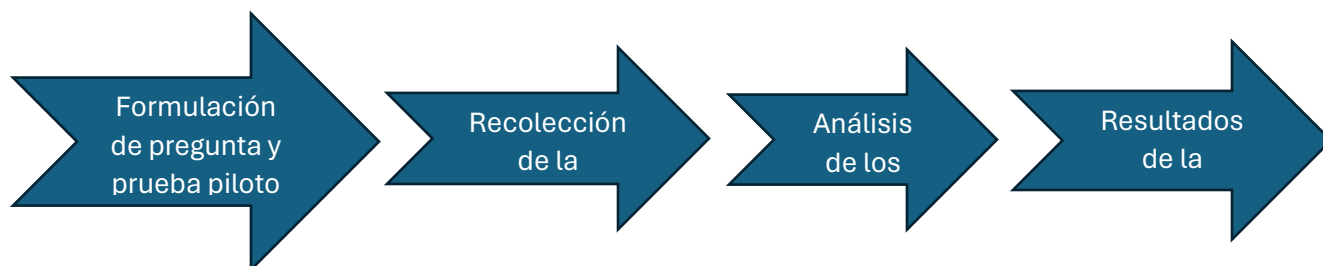 Formulación
de pregunta y
prueba piloto
Recolección
de la
Análisis
de los
Resultados
de la